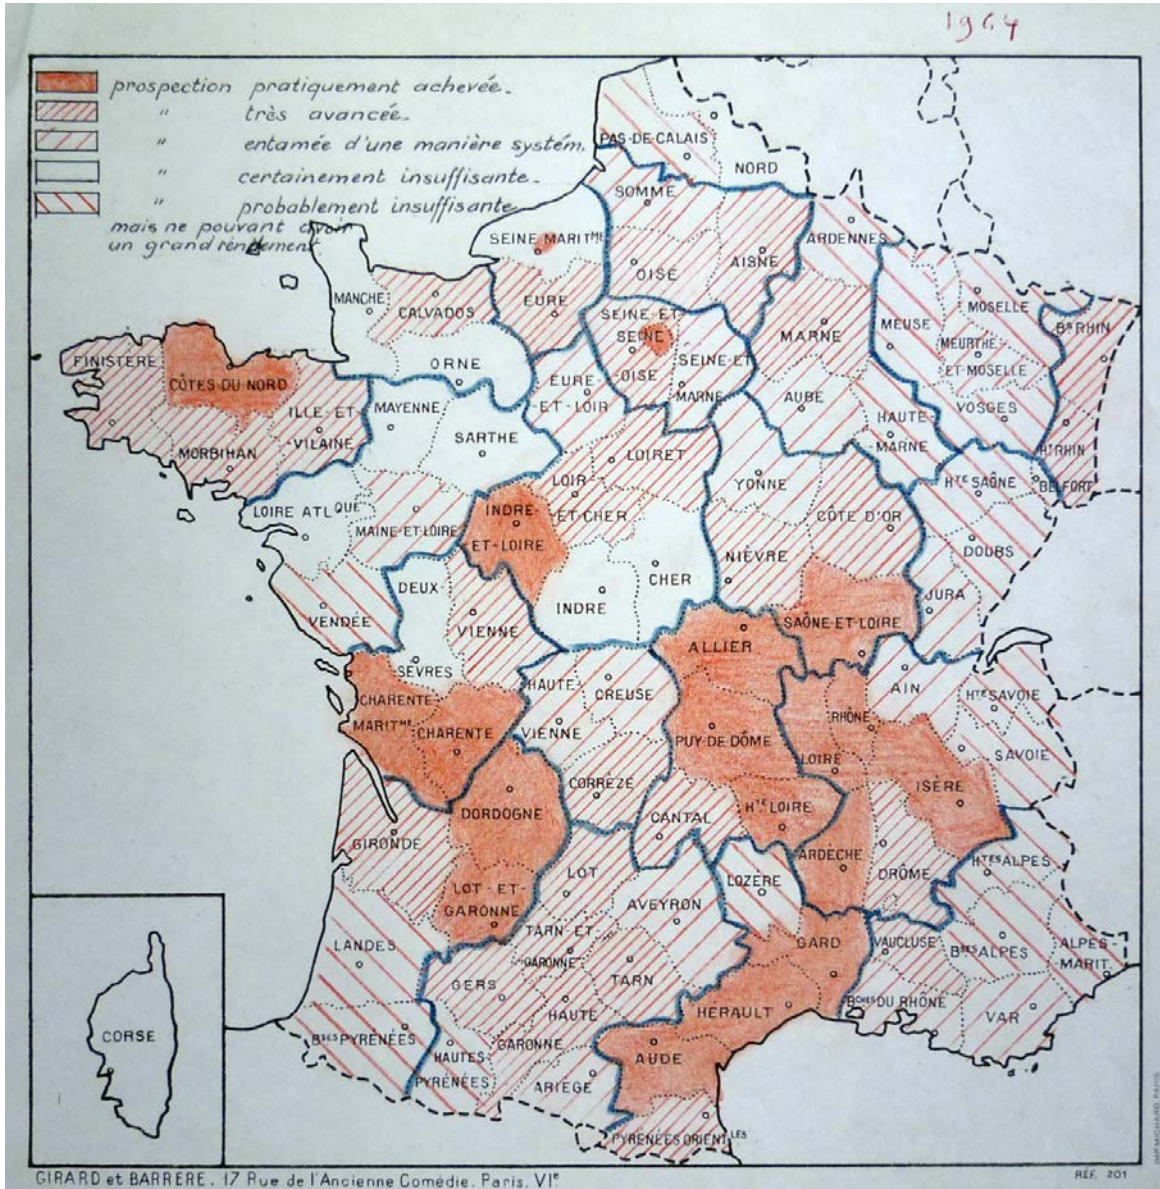 1964
prospection pratiquement achevée_
" très avancée_
" entamée d'une manière systém.
" certainement insuffisante_
" probablement insuffisante
mais ne pouvant avoir
un grand rendement
PAS-DE-CALAIS
NORD
SOMME
SEINE MARITME
ARDENNES
OISE
AISNE
MANCHE
CALVADOS
EURE
SEINE-ET-
SEINE
OISE
SEINE ET
MARNE
MARNE
MEUSE
MOSELLE
MEURTHE-
ET-MOSELLE
BS RHIN
FINISTÈRE
CÔTES DU NORD
ORNE
EURE-
ET-LOIR
AUBE
HAUTE
MARNE
VOSGES
HT RHIN
MORBIHAN
ILLE-ET-
VILAINE
MAYENNE
SARTHE
LOIRET
YONNE
HTE SAÔNE
BELFORT
LOIRE ATLQUE
MAINE-ET-LOIRE
INDRE-
ET-LOIRE
LOIR-
ET-CHER
CÔTE D'OR
DOUBS
NIÈVRE
CHER
INDRE
JURA
VENDÉE
DEUX-
SÈVRES
VIENNE
ALLIER
SAÔNE-ET-LOIRE
AIN
HTE SAVOIE
CHARENTE
MARITME
CHARENTE
HAUTE
VIENNE
CREUSE
PUY-DE-DÔME
RHÔNE
LOIRE
SAVOIE
ISÈRE
CORRÈZE
DORDOGNE
HTE LOIRE
CANTAL
GIRONDE
ARDÈCHE
DRÔME
HTES ALPES
LOT-ET-
GARONNE
LOT
AVEYRON
LOZÈRE
LANDES
TARN-ET-
GARONNE
GARD
VAUCLUSE
BSES ALPES
ALPES-
MARIT.
GERS
TARN
HAUTE
GARONNE
HÉRAULT
BCHES DU RHÔNE
VAR
BSES PYRÉNÉES
HAUTES-
PYRÉNÉES
ARIEGE
AUDE
PYRÉNÉES ORIENTLES
CORSE
GIRARD et BARRÈRE. 17 Rue de l'Ancienne Comédie. Paris. VIe
RÉF. 201
IMP. MICHARD, PARIS